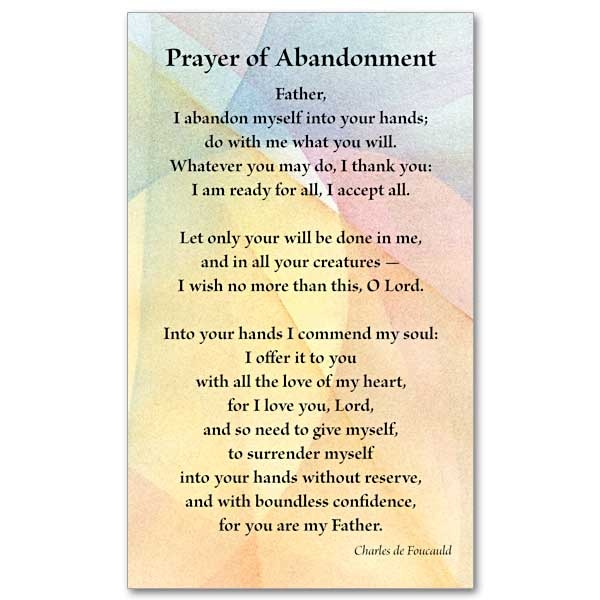 Prayer of Abandonment
Father,
I abandon myself into your hands;
do with me what you will.
Whatever you may do, I thank you:
I am ready for all, I accept all.
Let only your will be done in me,
and in all your creatures —
I wish no more than this, O Lord.
Into your hands I commend my soul:
I offer it to you
with all the love of my heart,
for I love you, Lord,
and so need to give myself,
to surrender myself
into your hands without reserve,
and with boundless confidence,
for you are my Father.
Charles de Foucauld